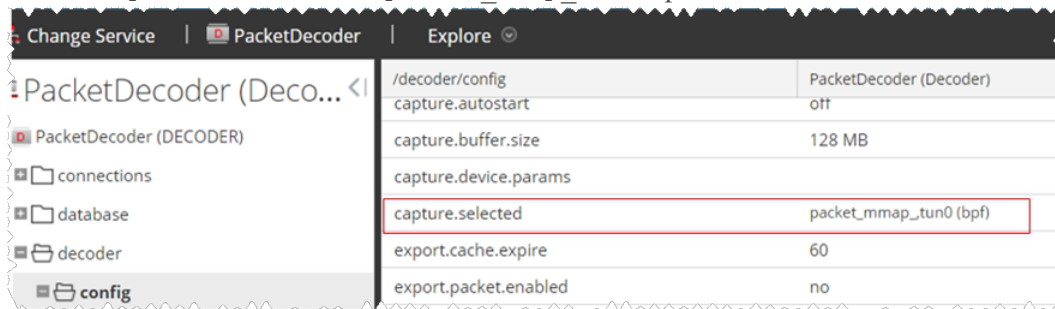 Change Service | PacketDecoder | Explore
PacketDecoder (Deco...
PacketDecoder (DECODER)
connections
database
decoder
config
/decoder/config PacketDecoder (Decoder)
capture.autostart off
capture.buffer.size 128 MB
capture.device.params
capture.selected packet_mmap_,tun0 (bpf)
export.cache.expire 60
export.packet.enabled no